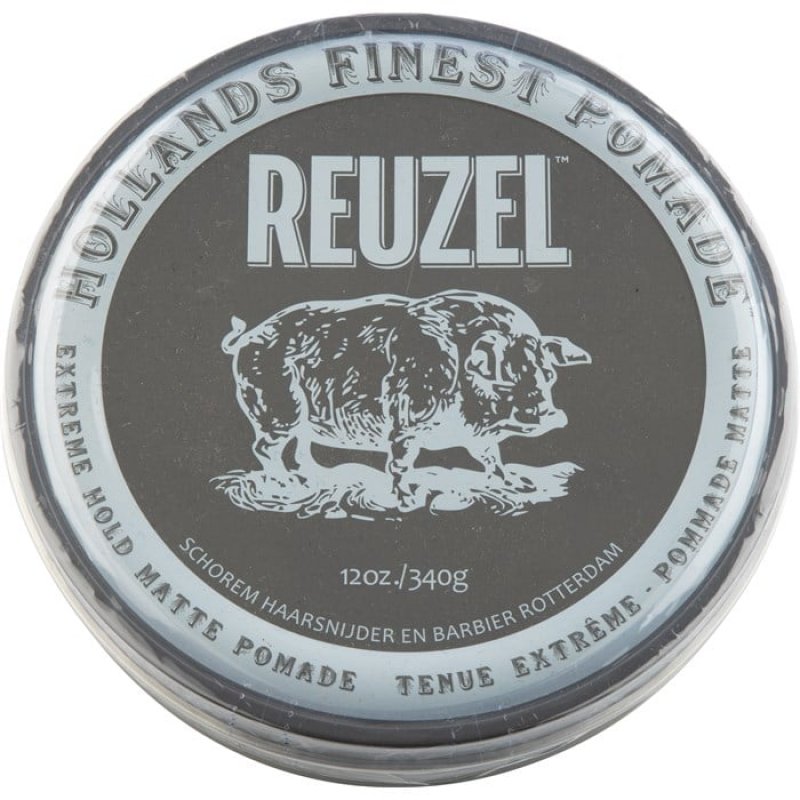 HOLLANDS FINEST POMADE
REUZEL™
12oz./340g
SCHOREM HAARSNIJDER EN BARBIER ROTTERDAM
EXTREME HOLD MATTE POMADE
TENUE EXTRÊME - POMMADE MATTE